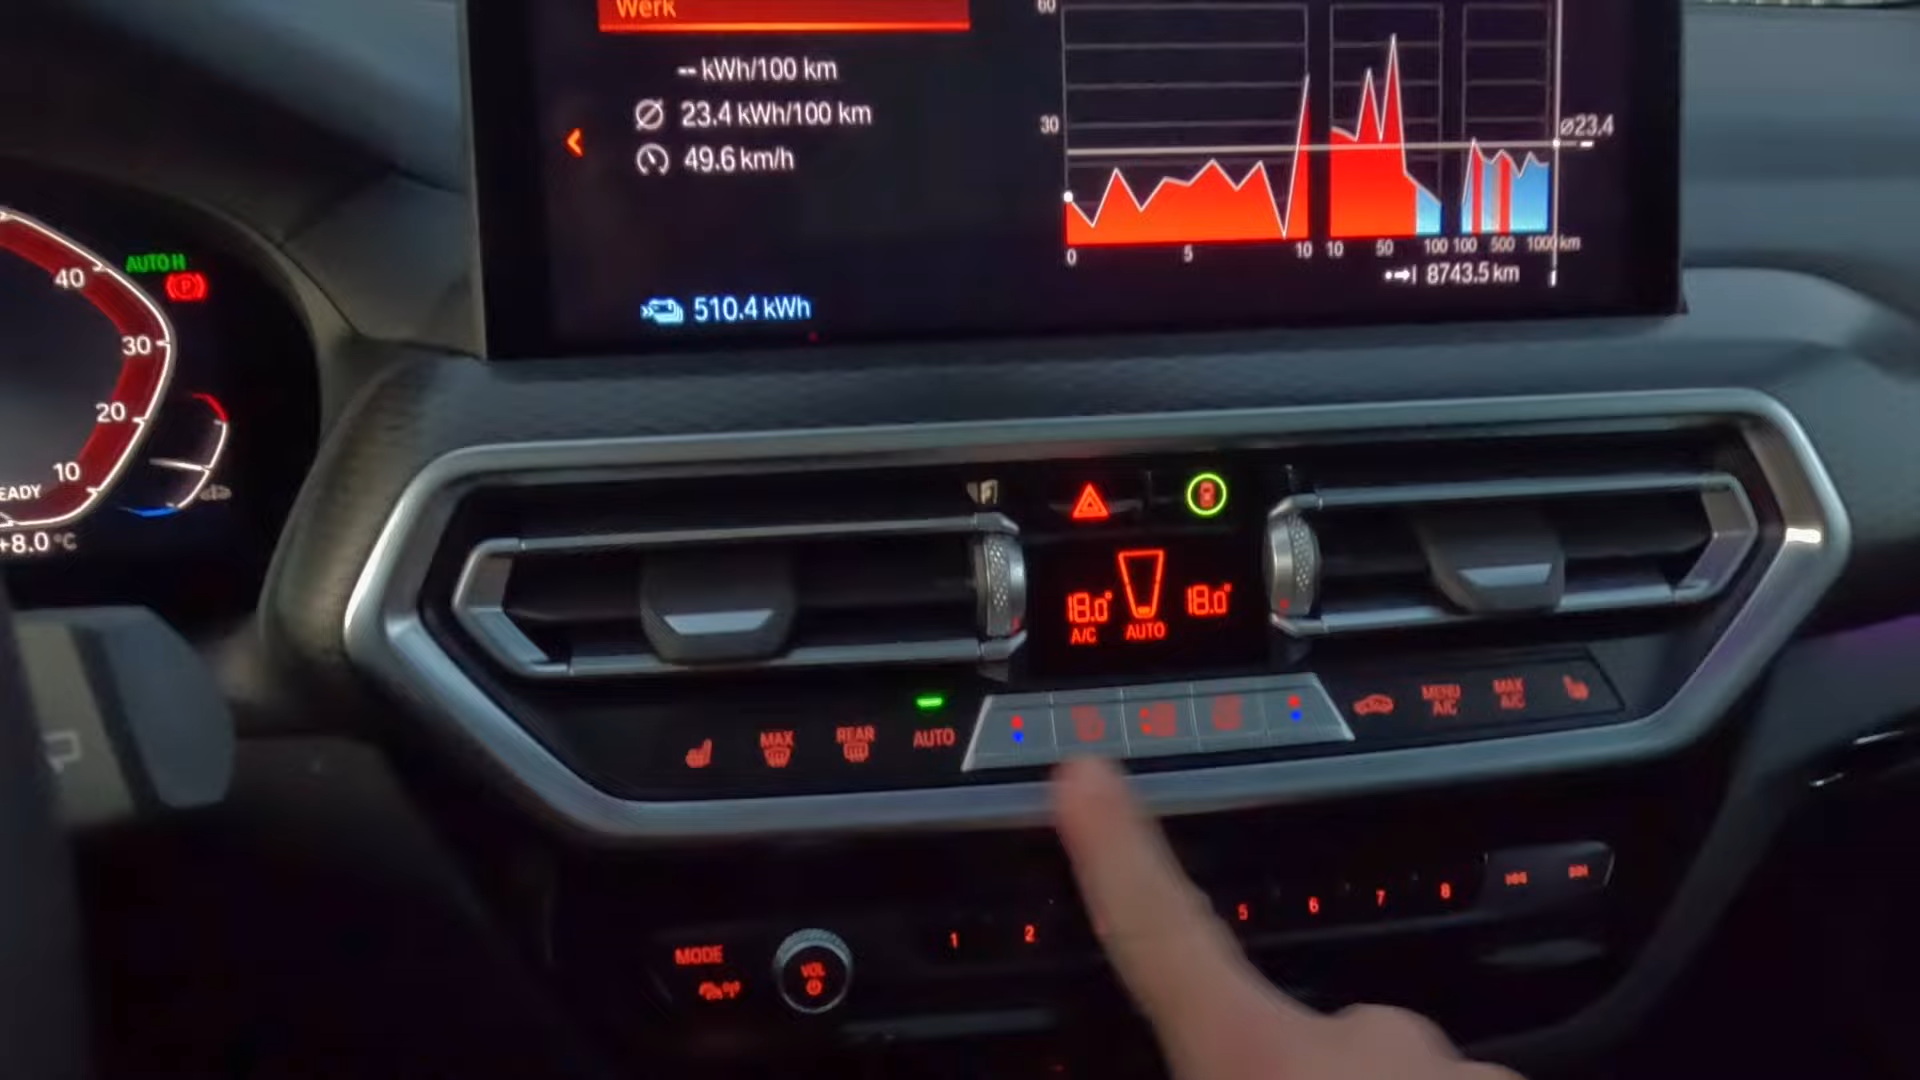 Werk
-- kWh/100 km
Ø 23.4 kWh/100 km
49.6 km/h
510.4 kWh
60
30
ø23.4
0 5 10 10 50 100 100 500 1000 km
8743.5 km
AUTO H
P
40
30
20
10
EADY
+8.0 °C
18.0° 18.0°
A/C AUTO
MAX
REAR
AUTO
MENU
A/C
MAX
A/C
MODE
VOL
1 2 5 6 7 8